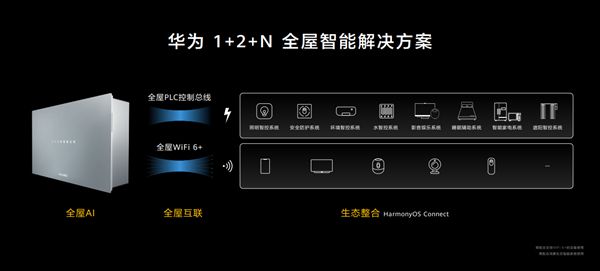 华为 1+2+N 全屋智能解决方案
全屋PLC控制总线
照明智控系统 安全防护系统 环境智控系统 水智控系统 影音娱乐系统 睡眠辅助系统 智能家电系统 遮阳智控系统
全屋WiFi 6+
全屋AI 全屋互联 生态整合 HarmonyOS Connect